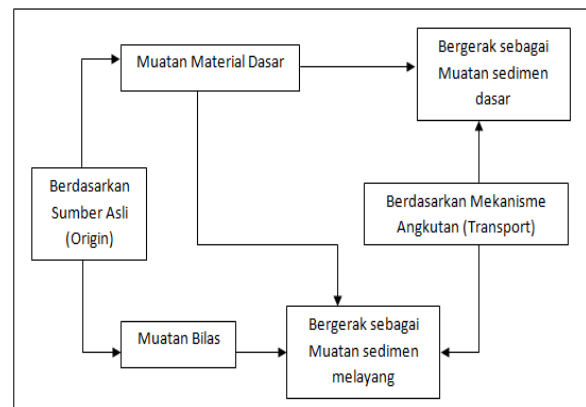 Muatan Material Dasar
Bergerak sebagai
Muatan sedimen
dasar
Berdasarkan
Sumber Asli
(Origin)
Berdasarkan Mekanisme
Angkutan (Transport)
Muatan Bilas
Bergerak sebagai
Muatan sedimen
melayang